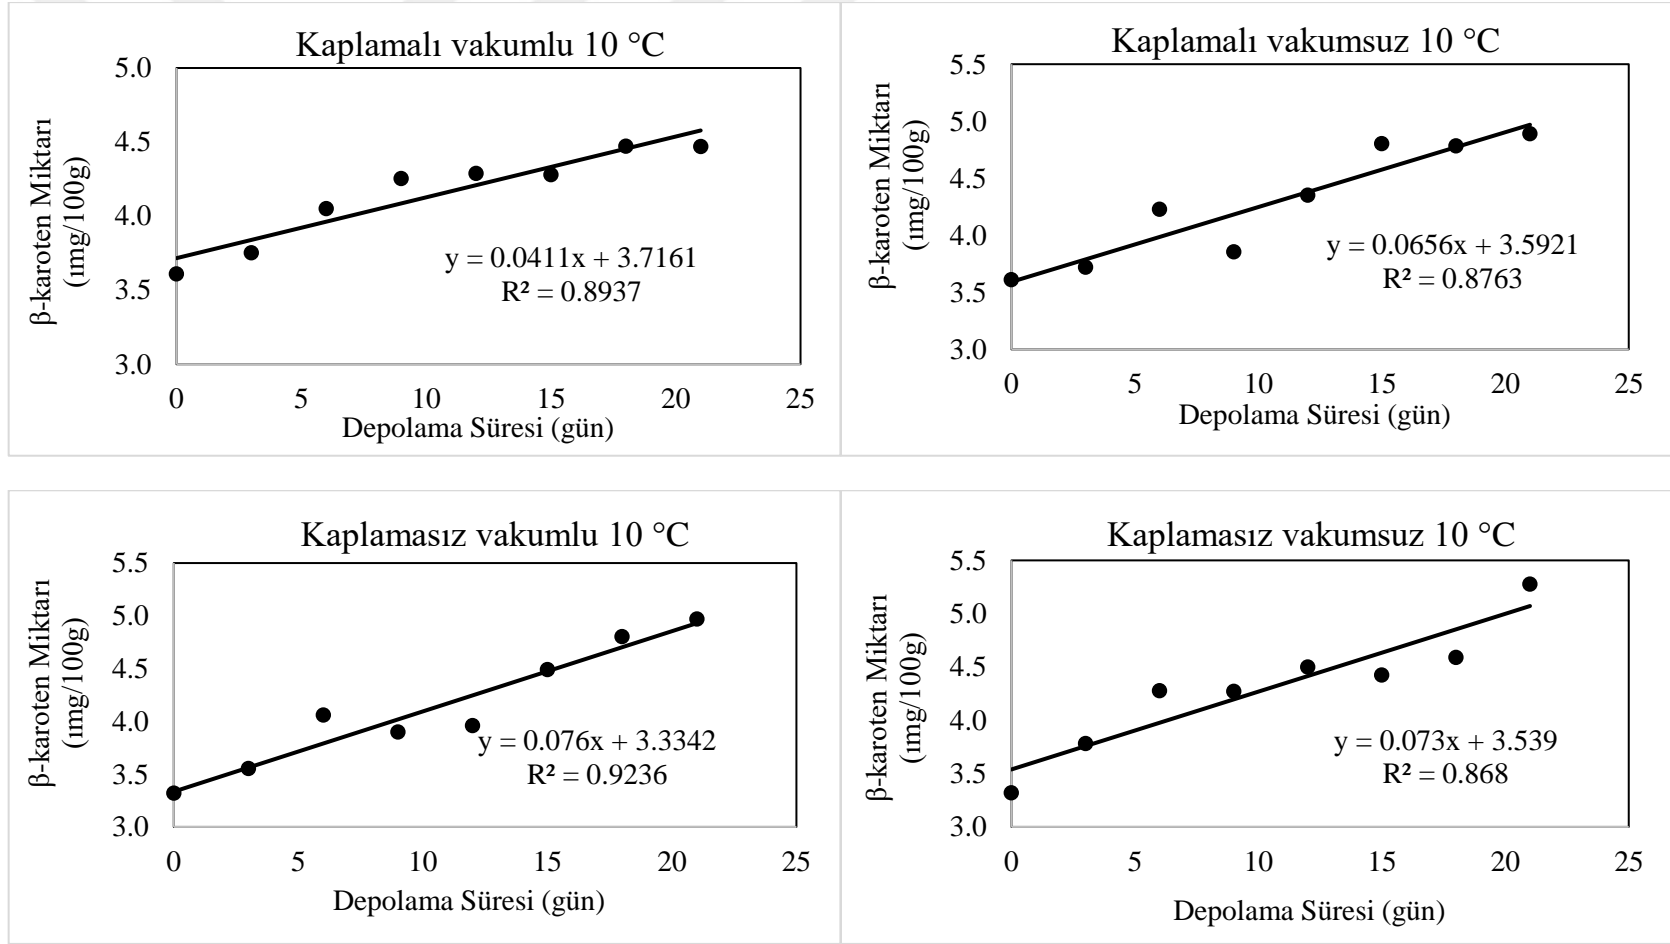 Kaplamalı vakumlu 10 °C
β-karoten Miktarı
(ımg/100g)
5.0
4.5
4.0
3.5
3.0
y = 0.0411x + 3.7161
R² = 0.8937
0 5 10 15 20 25
Depolama Süresi (gün)
Kaplamalı vakumsuz 10 °C
β-karoten Miktarı
(ımg/100g)
5.5
5.0
4.5
4.0
3.5
3.0
y = 0.0656x + 3.5921
R² = 0.8763
0 5 10 15 20 25
Depolama Süresi (gün)
Kaplamasız vakumlu 10 °C
β-karoten Miktarı
(ımg/100g)
5.5
5.0
4.5
4.0
3.5
3.0
y = 0.076x + 3.3342
R² = 0.9236
0 5 10 15 20 25
Depolama Süresi (gün)
Kaplamasız vakumsuz 10 °C
β-karoten Miktarı
(ımg/100g)
5.5
5.0
4.5
4.0
3.5
3.0
y = 0.073x + 3.539
R² = 0.868
0 5 10 15 20 25
Depolama Süresi (gün)